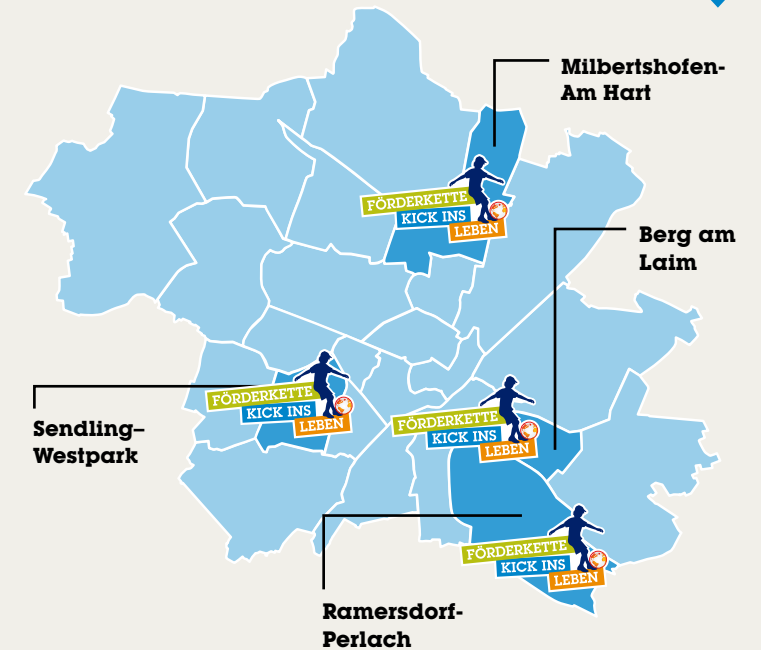 Milbertshofen-
Am Hart
FÖRDERKETTE
KICK INS
LEBEN
Berg am
Laim
FÖRDERKETTE
KICK INS
LEBEN
Sendling–
Westpark
FÖRDERKETTE
KICK INS
LEBEN
FÖRDERKETTE
KICK INS
LEBEN
Ramersdorf-
Perlach